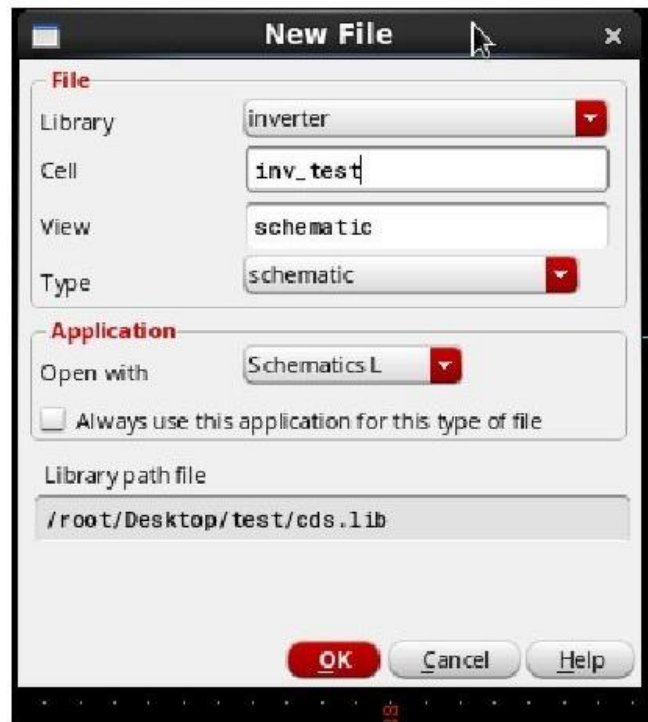 New File
File
Library inverter
Cell inv_test
View schematic
Type schematic
Application
Open with Schematics L
Always use this application for this type of file
Library path file
/root/Desktop/test/cds.lib
OK Cancel Help